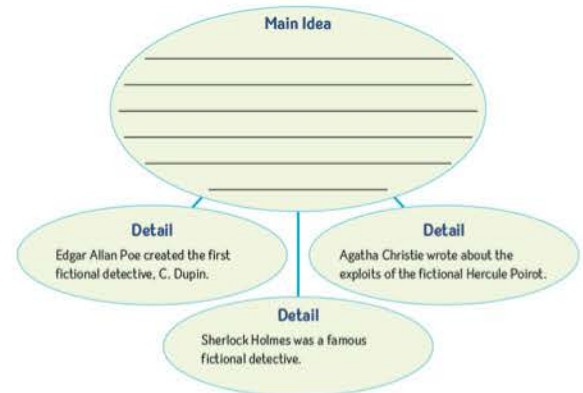 Main Idea
Detail
Edgar Allan Poe created the first
fictional detective, C. Dupin.
Detail
Agatha Christie wrote about the
exploits of the fictional Hercule Poirot.
Detail
Sherlock Holmes was a famous
fictional detective.